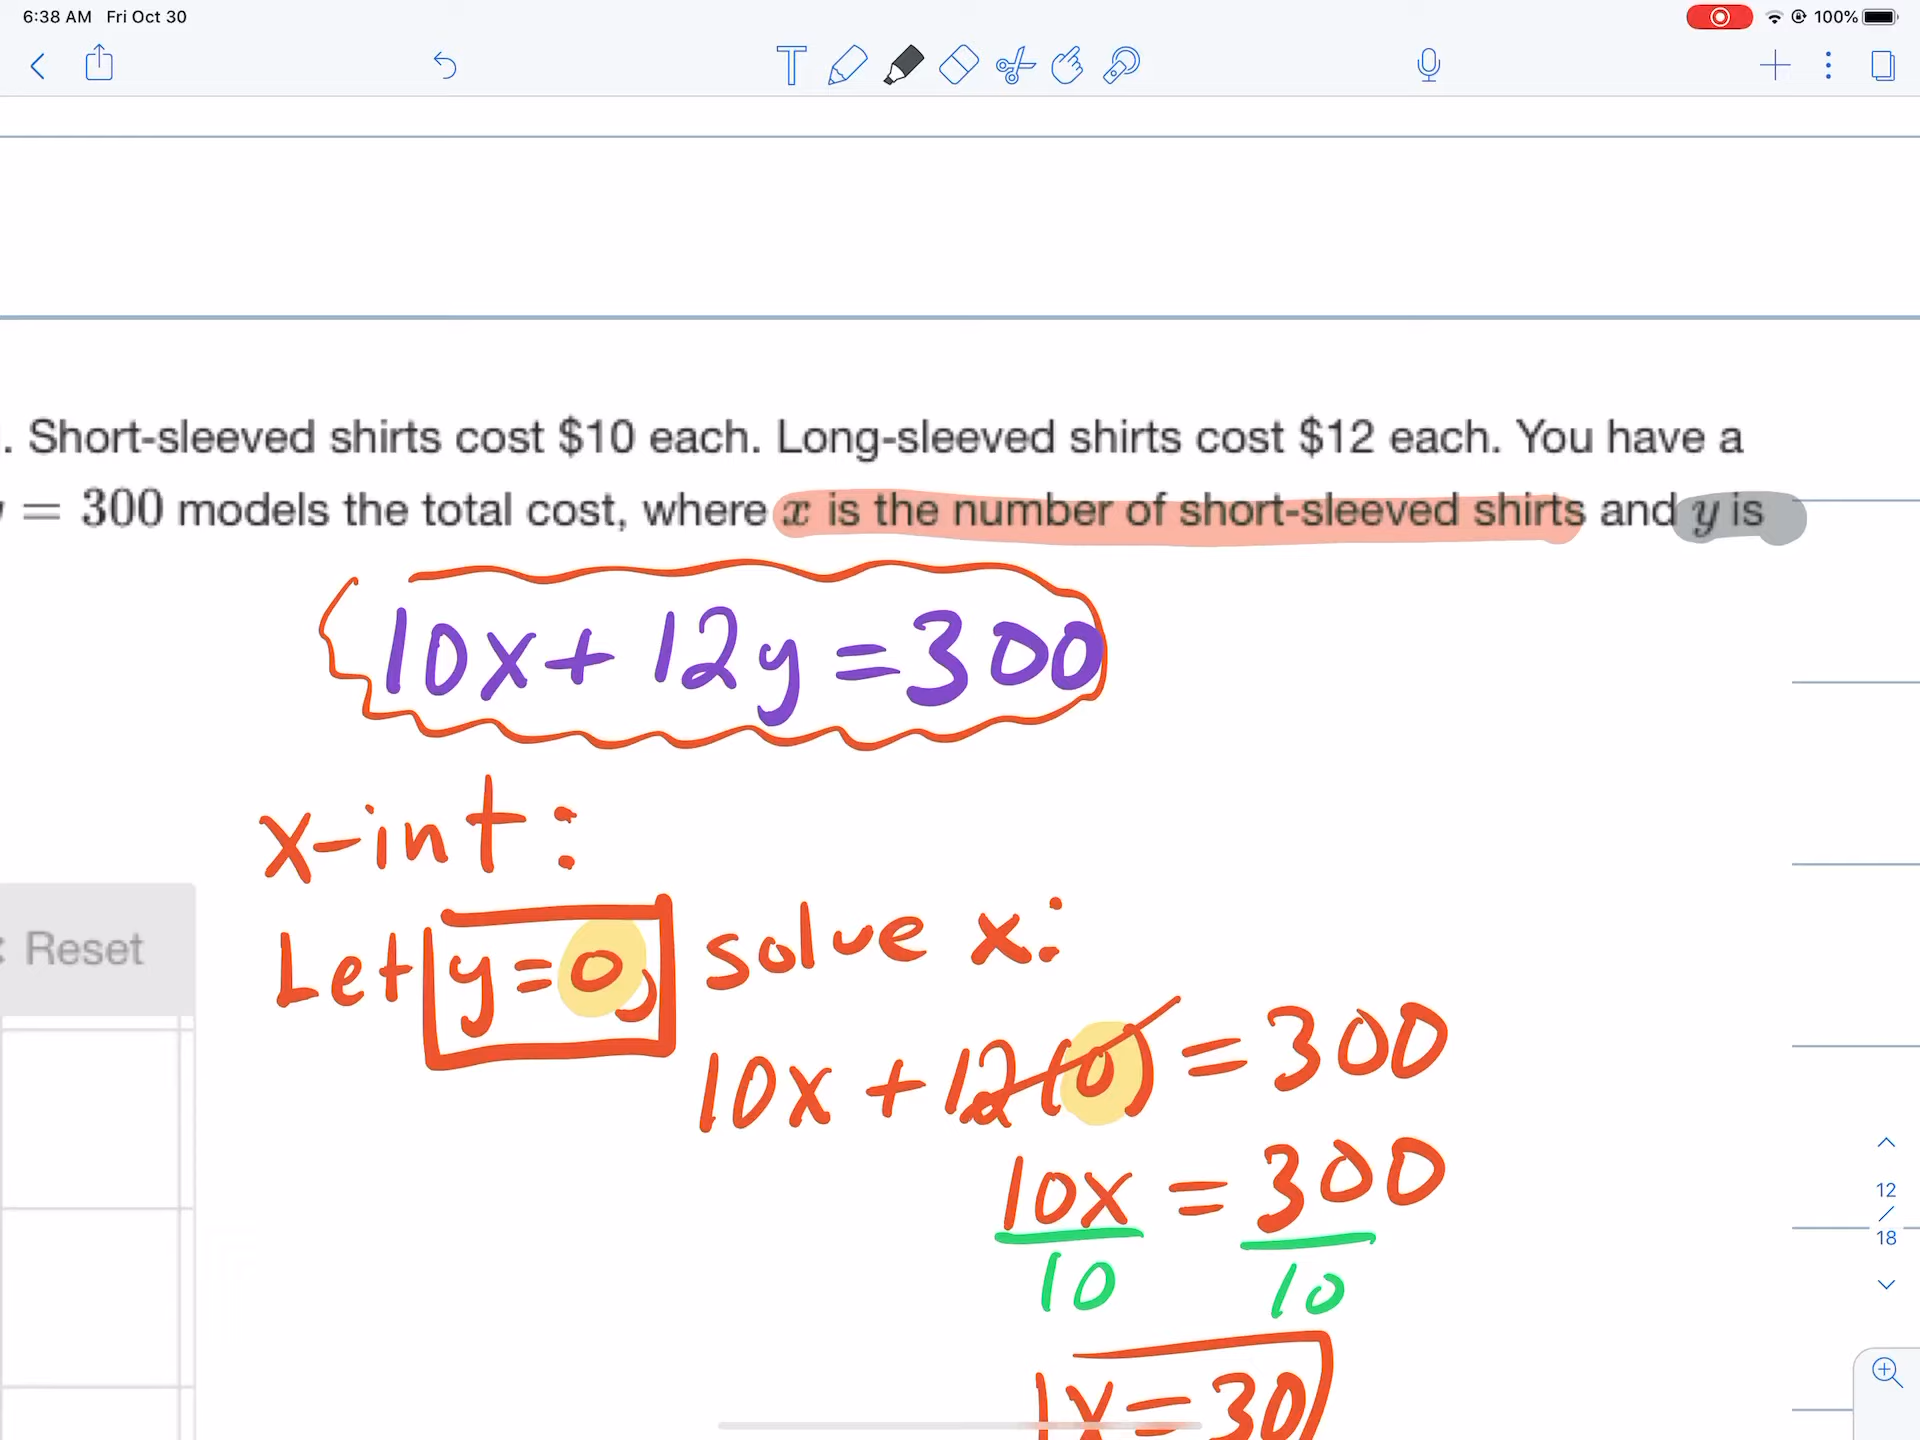 6:38 AM Fri Oct 30
100%
. Short-sleeved shirts cost $10 each. Long-sleeved shirts cost $12 each. You have a
= 300 models the total cost, where x is the number of short-sleeved shirts and y is
10x + 12y = 300
x-int:
Let y=0, solve x:
Reset
10x + 12(0) = 300
10x = 300
10 10
1x = 30
12
/
18